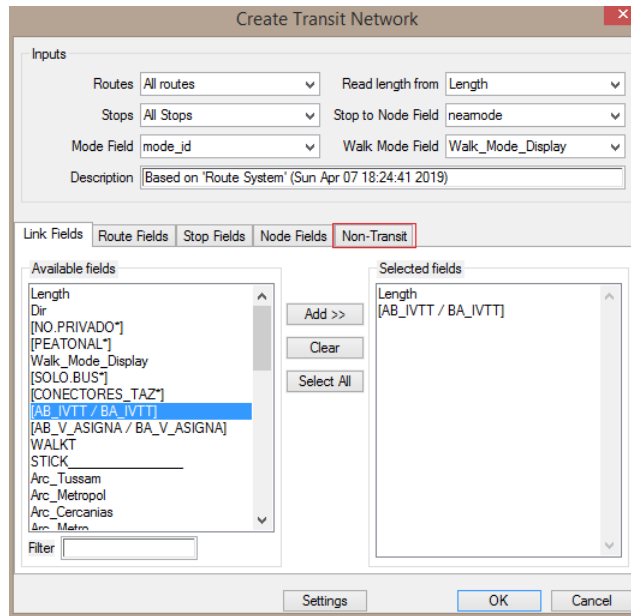 Create Transit Network
Inputs
Routes All routes Read length from Length
Stops All Stops Stop to Node Field nearnode
Mode Field mode_id Walk Mode Field Walk_Mode_Display
Description Based on 'Route System' (Sun Apr 07 18:24:41 2019)
Link Fields Route Fields Stop Fields Node Fields Non-Transit
Available fields
Length
Dir
[NO.PRIVADO*]
[PEATONAL*]
Walk_Mode_Display
[SOLO.BUS*]
[CONECTORES_TAZ*]
[AB_IVTT / BA_IVTT]
[AB_V_ASIGNA / BA_V_ASIGNA]
WALKT
STICK________________
Arc_Tussam
Arc_Metropol
Arc_Cercanias
Arc_Metro
Filter
Add >>
Clear
Select All
Selected fields
Length
[AB_IVTT / BA_IVTT]
Settings OK Cancel